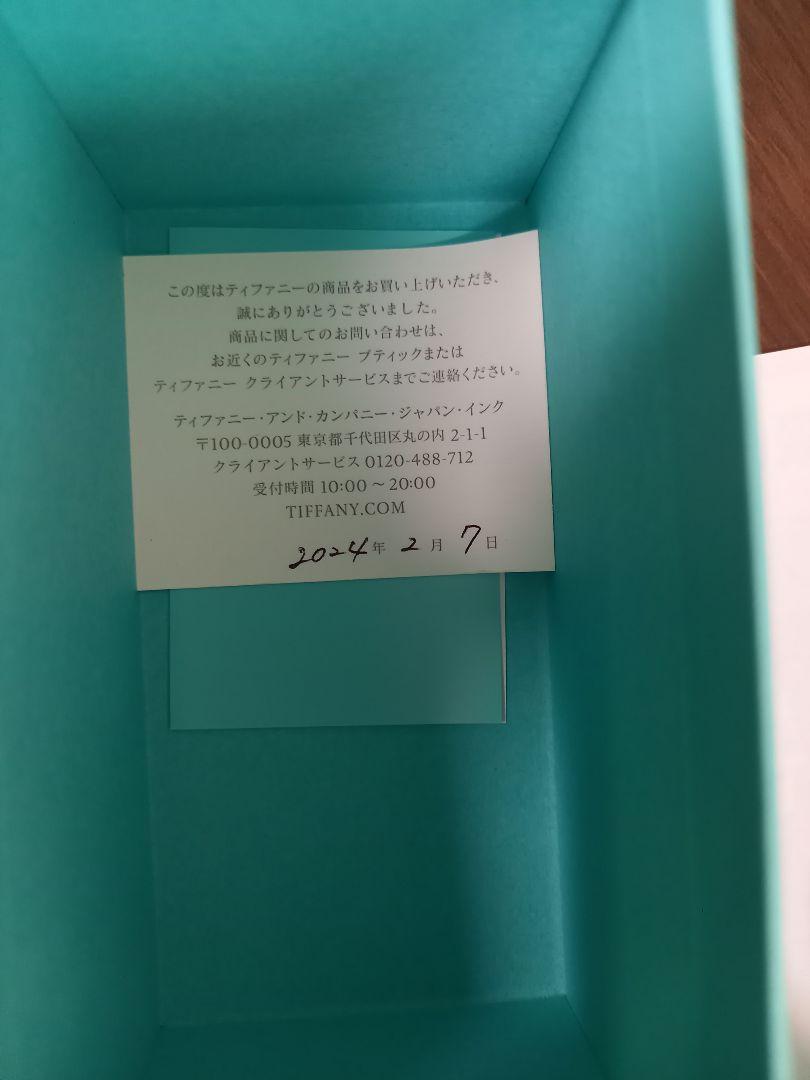 この度はティファニーの商品をお買い上げいただき、
誠にありがとうございました。
商品に関してのお問い合わせは、
お近くのティファニー ブティックまたは
ティファニー クライアントサービスまでご連絡ください。
ティファニー・アンド・カンパニー・ジャパン・インク
〒100-0005 東京都千代田区丸の内 2-1-1
クライアントサービス 0120-488-712
受付時間 10:00 〜 20:00
TIFFANY.COM
2024年 2月 7日